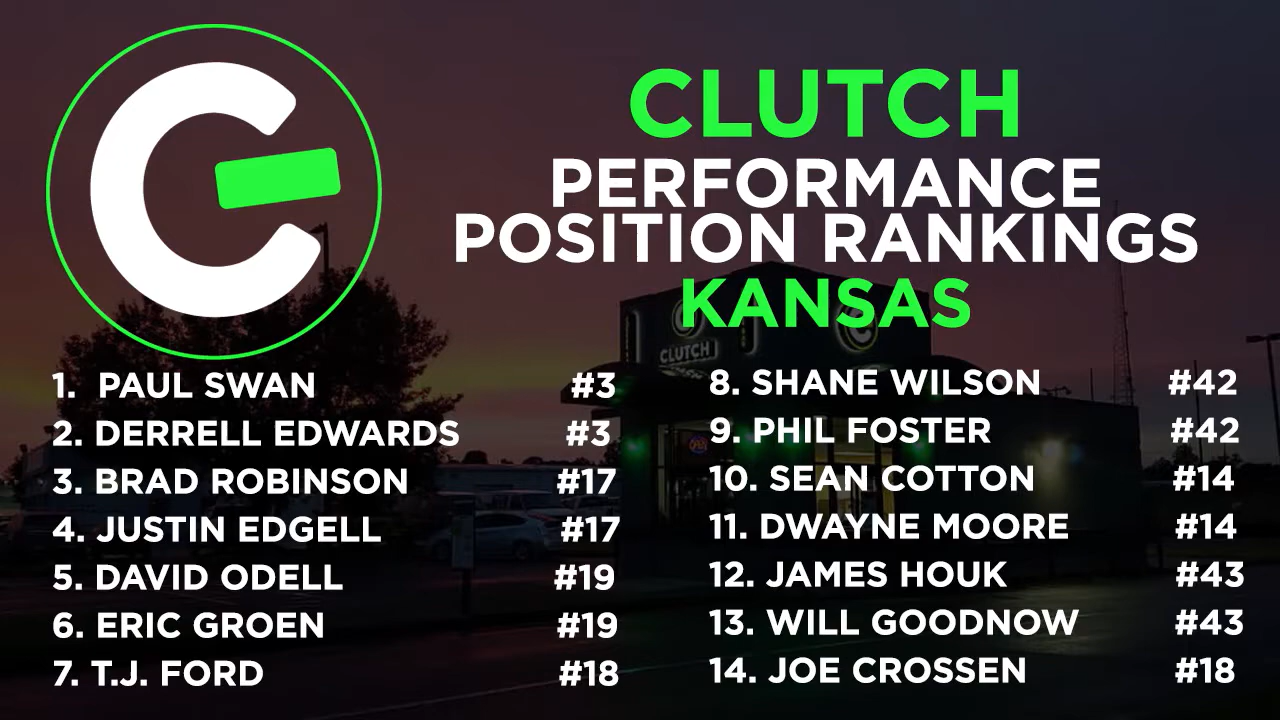 CLUTCH
PERFORMANCE
POSITION RANKINGS
KANSAS
CLUTCH
1. PAUL SWAN #3
2. DERRELL EDWARDS #3
3. BRAD ROBINSON #17
4. JUSTIN EDGELL #17
5. DAVID ODELL #19
6. ERIC GROEN #19
7. T.J. FORD #18
8. SHANE WILSON #42
9. PHIL FOSTER #42
10. SEAN COTTON #14
11. DWAYNE MOORE #14
12. JAMES HOUK #43
13. WILL GOODNOW #43
14. JOE CROSSEN #18
OPEN